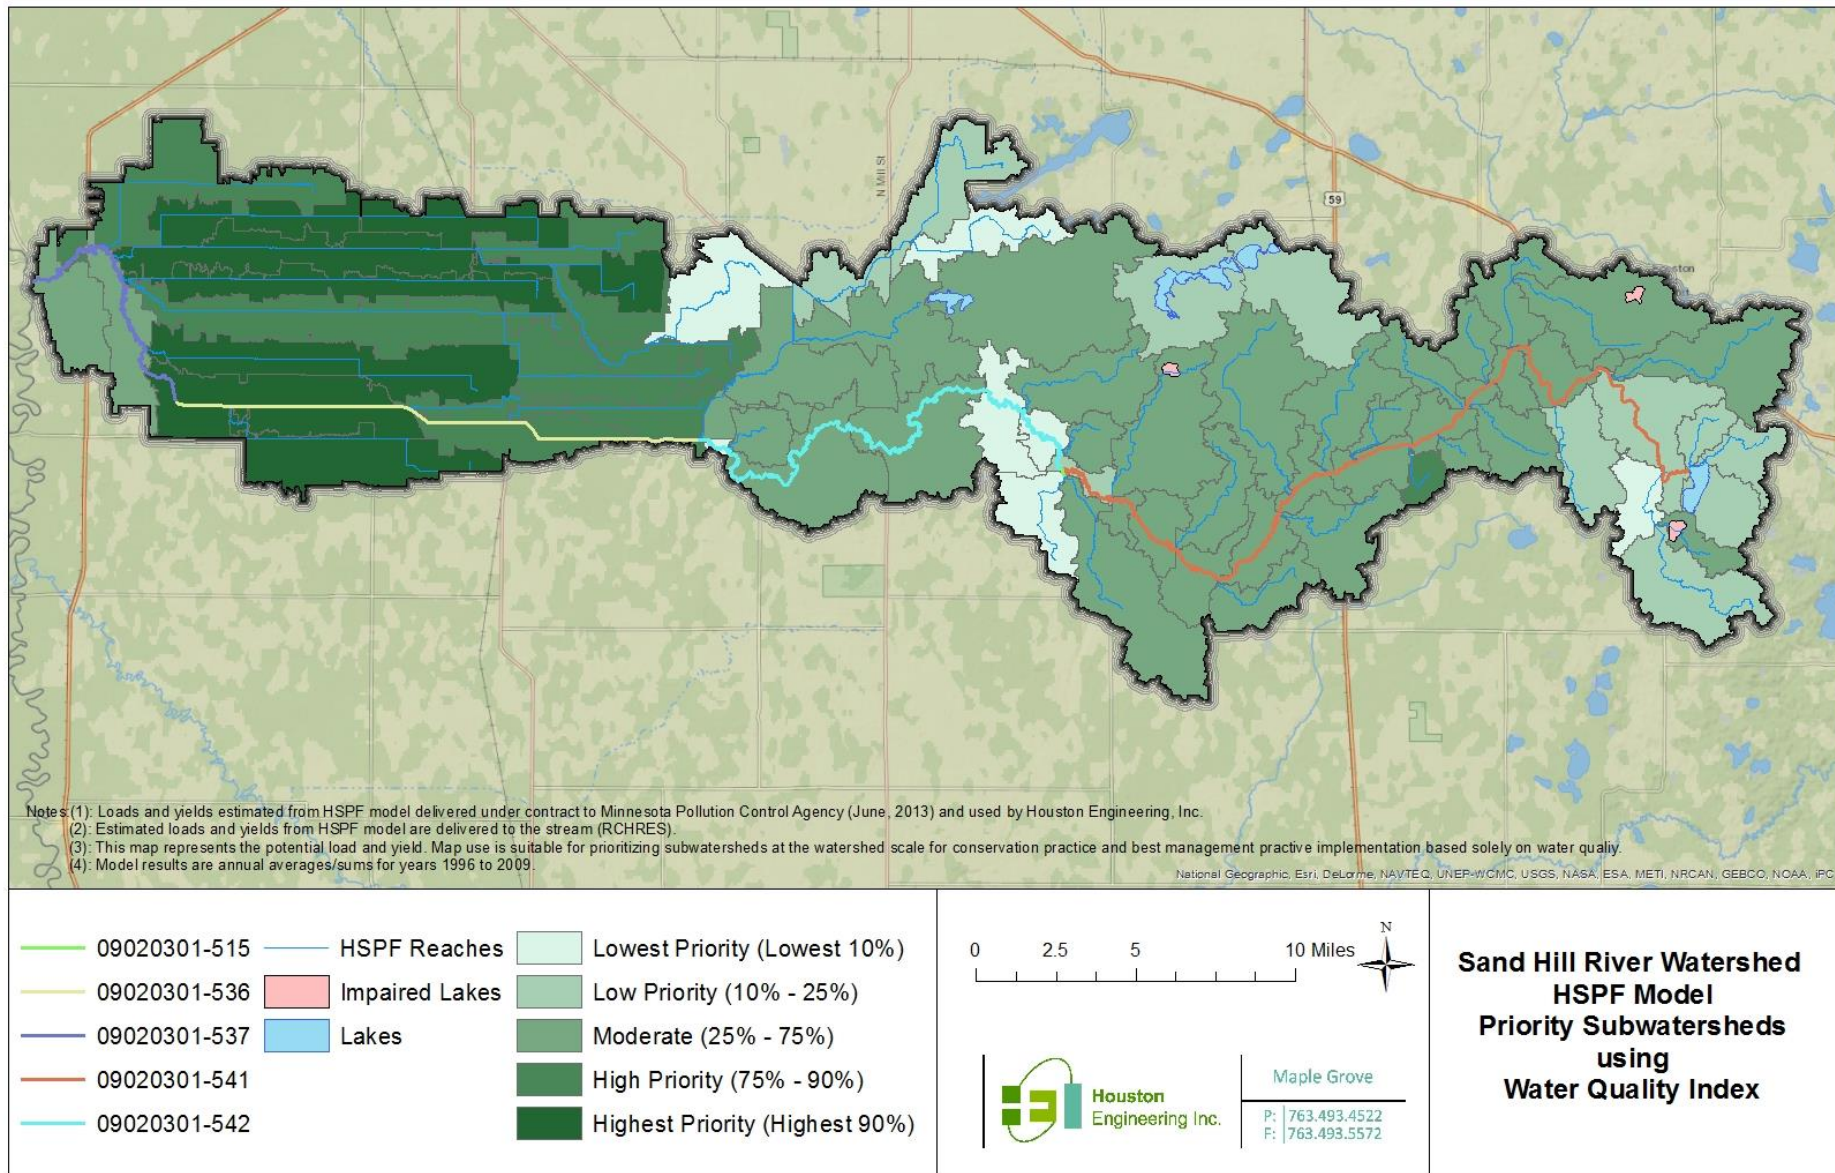 N Mill St
59
Notes:(1): Loads and yields estimated from HSPF model delivered under contract to Minnesota Pollution Control Agency (June, 2013) and used by Houston Engineering, Inc.
(2): Estimated loads and yields from HSPF model are delivered to the stream (RCHRES).
(3): This map represents the potential load and yield. Map use is suitable for prioritizing subwatersheds at the watershed scale for conservation practice and best management practive implementation based solely on water qualiy.
(4): Model results are annual averages/sums for years 1996 to 2009.
National Geographic, Esri, DeLorme, NAVTEQ, UNEP-WCMC, USGS, NASA, ESA, METI, NRCAN, GEBCO, NOAA, iPC
09020301-515
09020301-536
09020301-537
09020301-541
09020301-542
HSPF Reaches
Impaired Lakes
Lakes
Lowest Priority (Lowest 10%)
Low Priority (10% - 25%)
Moderate (25% - 75%)
High Priority (75% - 90%)
Highest Priority (Highest 90%)
0 2.5 5 10 Miles
N
Houston
Engineering Inc.
Maple Grove
P: 763.493.4522
F: 763.493.5572
Sand Hill River Watershed
HSPF Model
Priority Subwatersheds
using
Water Quality Index